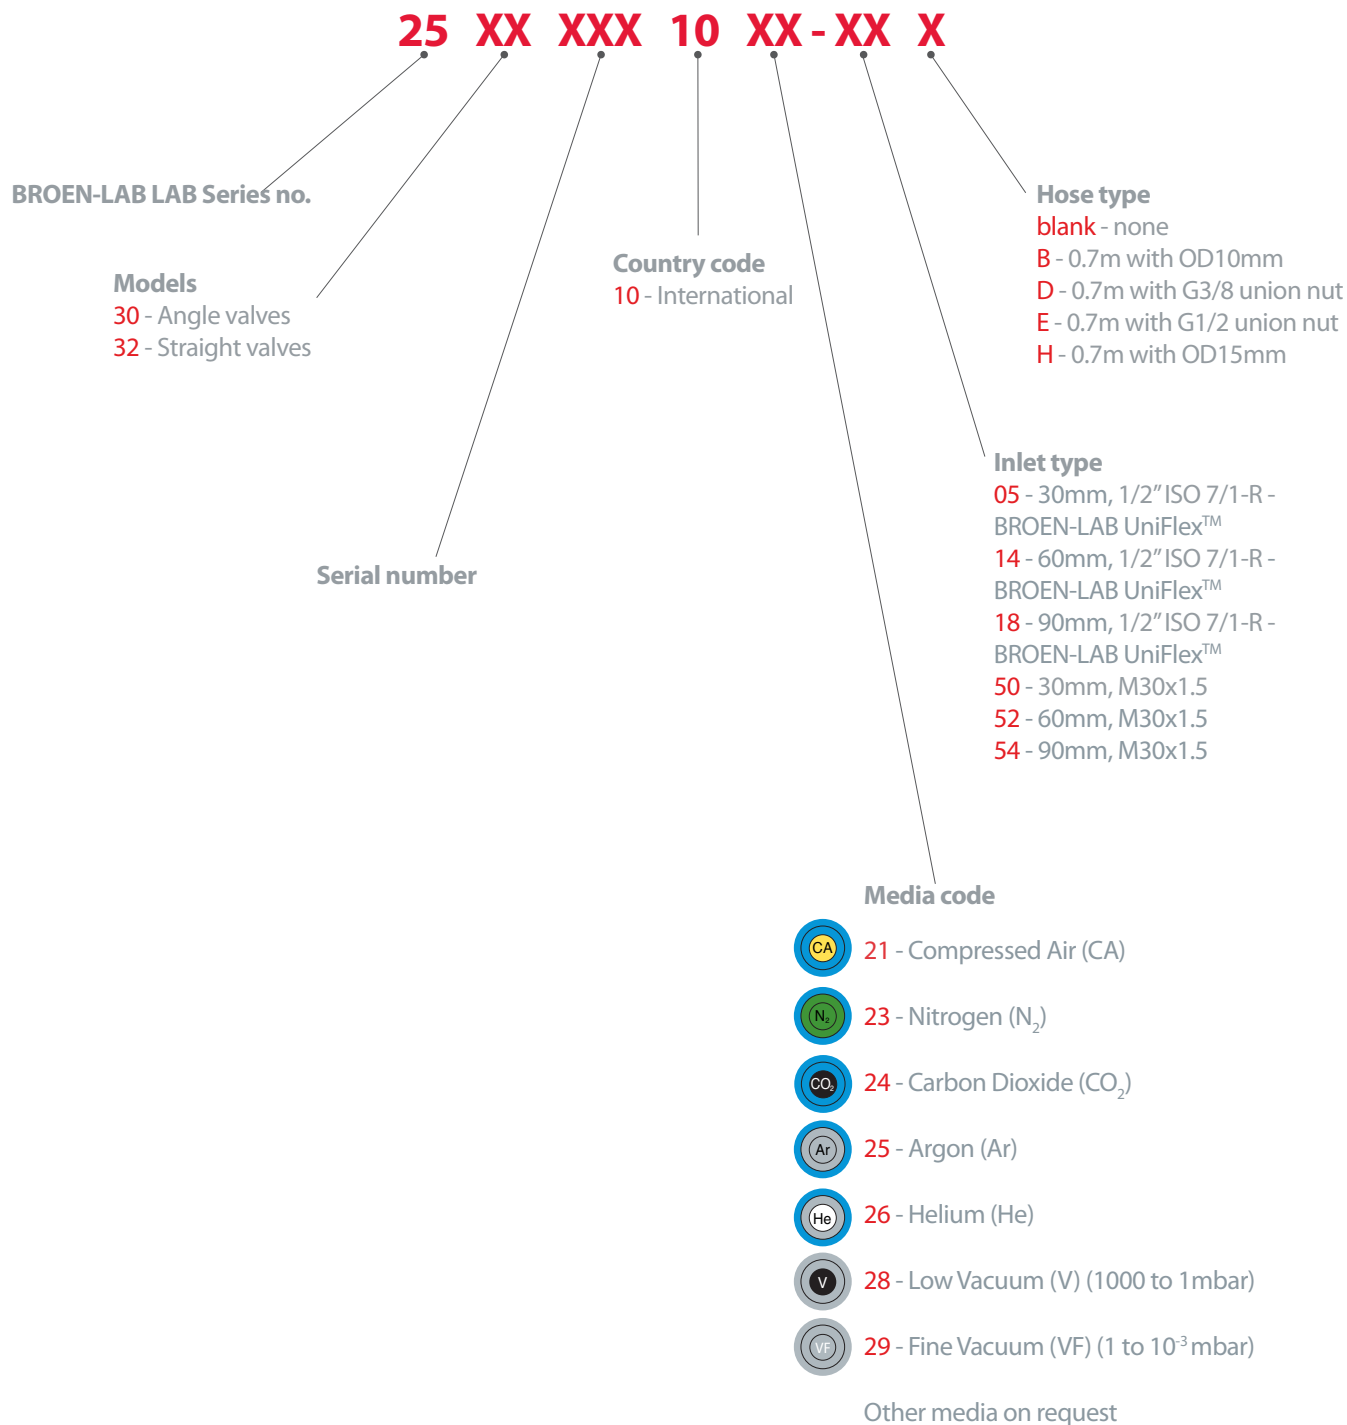 25 XX XXX 10 XX - XX X
BROEN-LAB LAB Series no.
Models
30 - Angle valves
32 - Straight valves
Serial number
Country code
10 - International
Hose type
blank - none
B - 0.7m with OD10mm
D - 0.7m with G3/8 union nut
E - 0.7m with G1/2 union nut
H - 0.7m with OD15mm
Inlet type
05 - 30mm, 1/2” ISO 7/1-R -
BROEN-LAB UniFlex™
14 - 60mm, 1/2” ISO 7/1-R -
BROEN-LAB UniFlex™
18 - 90mm, 1/2” ISO 7/1-R -
BROEN-LAB UniFlex™
50 - 30mm, M30x1.5
52 - 60mm, M30x1.5
54 - 90mm, M30x1.5
Media code
CA 21 - Compressed Air (CA)
N₂ 23 - Nitrogen (N₂)
CO₂ 24 - Carbon Dioxide (CO₂)
Ar 25 - Argon (Ar)
He 26 - Helium (He)
V 28 - Low Vacuum (V) (1000 to 1mbar)
VF 29 - Fine Vacuum (VF) (1 to 10⁻³ mbar)
Other media on request